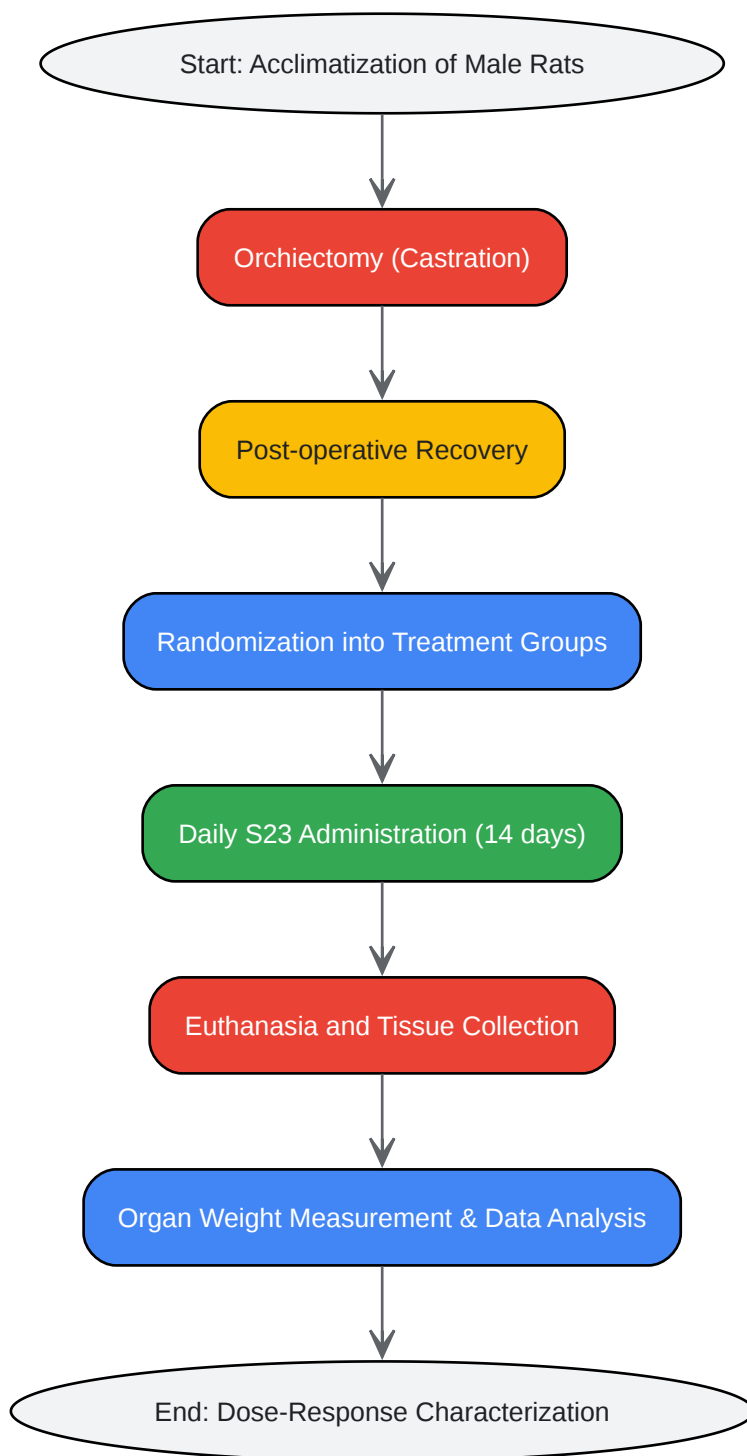 Start: Acclimatization of Male Rats
Orchiectomy (Castration)
Post-operative Recovery
Randomization into Treatment Groups
Daily S23 Administration (14 days)
Euthanasia and Tissue Collection
Organ Weight Measurement & Data Analysis
End: Dose-Response Characterization